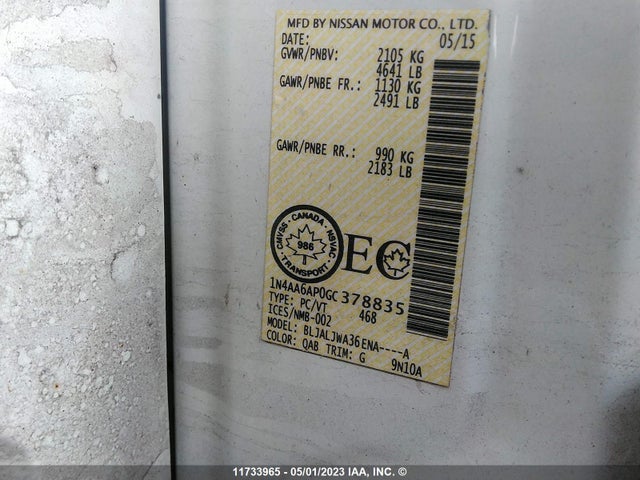 MFD BY NISSAN MOTOR CO., LTD.
DATE: 05/15
GVWR/PNBV: 2105 KG
4641 LB
GAWR/PNBE FR.: 1130 KG
2491 LB
GAWR/PNBE RR.: 990 KG
2183 LB
CANADA
CMVSS NSVAC
986
TRANSPORT
EC
1N4AA6AP0GC378835
TYPE: PC/VT 468
ICES/NMB-002
MODEL: BLJALJWA36ENA----A
COLOR: QAB TRIM: G 9N10A
11733965 - 05/01/2023 IAA, INC. ©